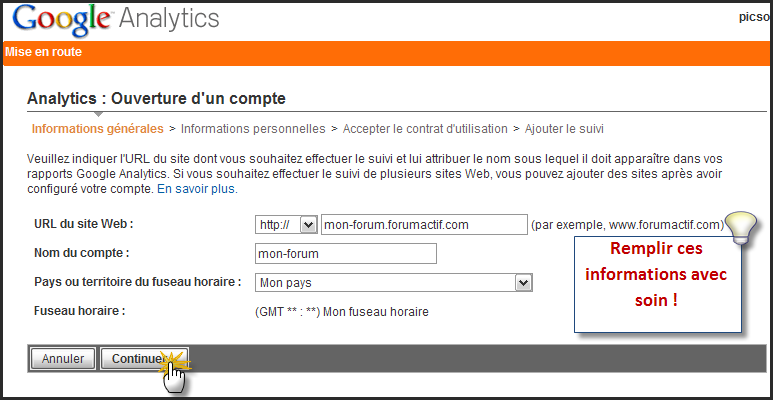 Google Analytics
picso
Mise en route
Analytics : Ouverture d'un compte
Informations générales > Informations personnelles > Accepter le contrat d'utilisation > Ajouter le suivi
Veuillez indiquer l'URL du site dont vous souhaitez effectuer le suivi et lui attribuer le nom sous lequel il doit apparaître dans vos
rapports Google Analytics. Si vous souhaitez effectuer le suivi de plusieurs sites Web, vous pouvez ajouter des sites après avoir
configuré votre compte. En savoir plus.
URL du site Web : http:// mon-forum.forumactif.com (par exemple, www.forumactif.com)
Nom du compte : mon-forum
Pays ou territoire du fuseau horaire : Mon pays
Fuseau horaire : (GMT ** : **) Mon fuseau horaire
Remplir ces
informations avec
soin !
Annuler Continuer